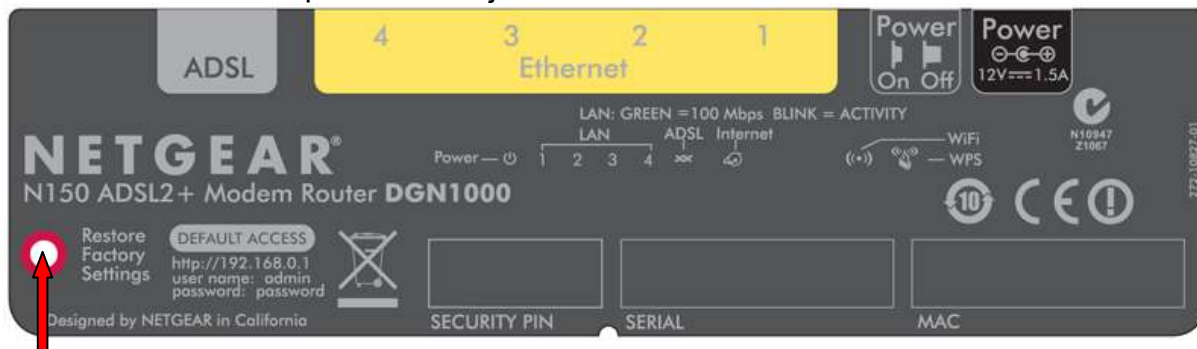 ADSL
4 3 2 1
Ethernet
Power
On Off
Power
12V 1.5A
LAN: GREEN =100 Mbps BLINK = ACTIVITY
LAN ADSL Internet
Power
1 2 3 4
WiFi
WPS
N10947
Z1067
NETGEAR®
N150 ADSL2+ Modem Router DGN1000
10
CE
Restore
Factory
Settings
DEFAULT ACCESS
http://192.168.0.1
user name: admin
password: password
Designed by NETGEAR in California
SECURITY PIN
SERIAL
MAC